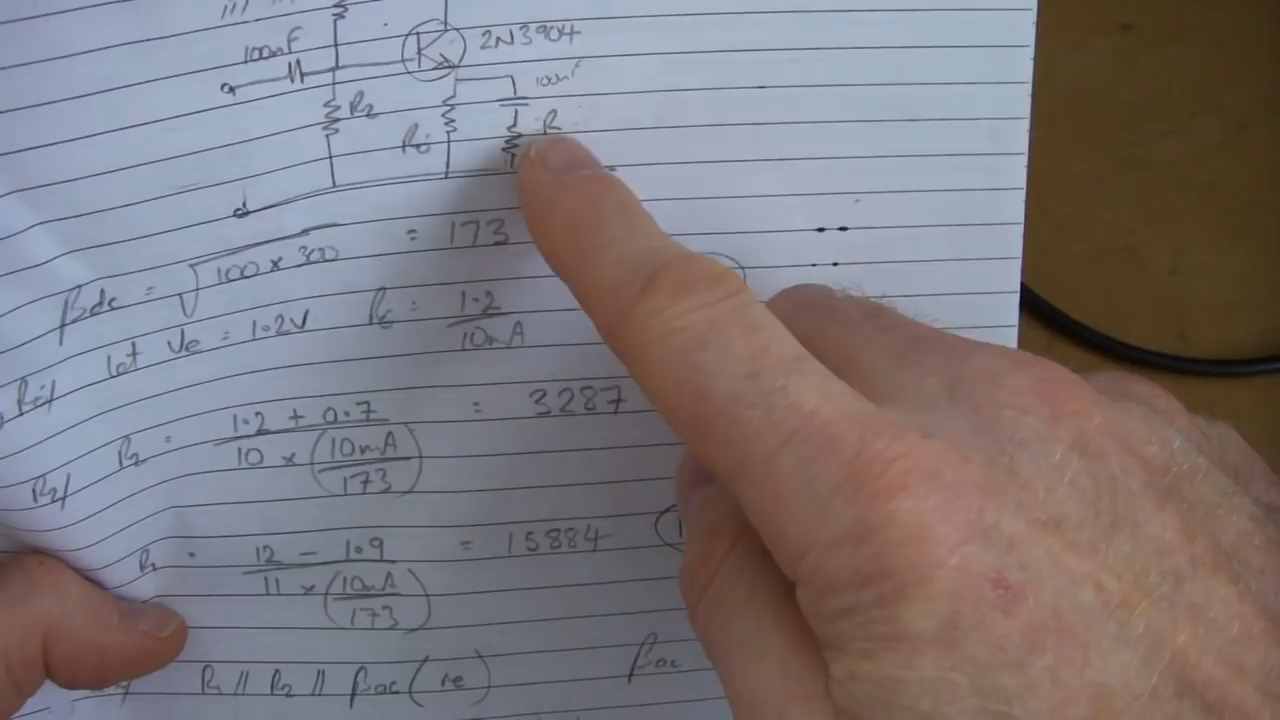 100nF
2N3904
100nF
R2
Re
R
βdc = √100 × 300 = 173
Re/ let Ve = 1.2V Re = 1.2 / 10mA
R2/ R2 = 1.2 + 0.7 / 10 × (10mA / 173) = 3287
R1 = 12 - 1.9 / 11 × (10mA / 173) = 15884
R1 // R2 // βac (re) βac